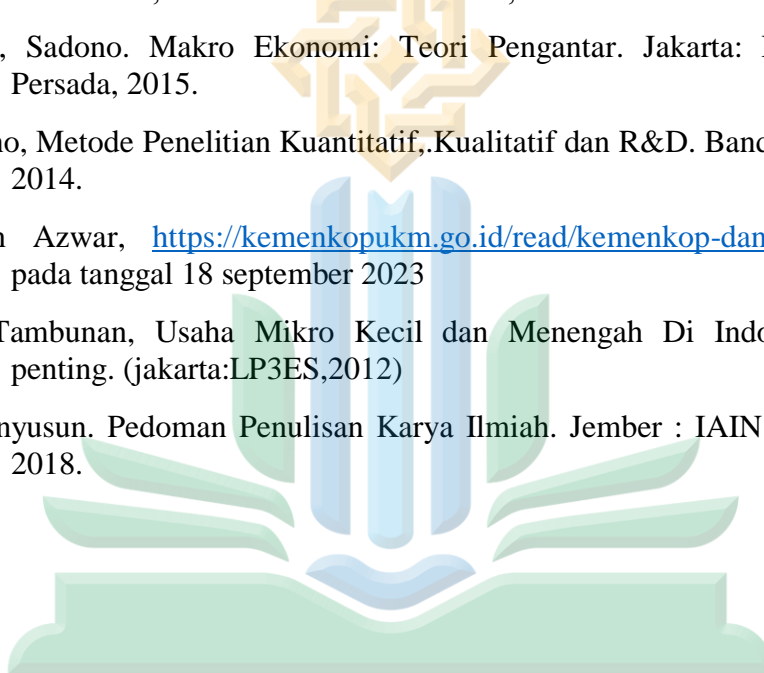 , Sadono. Makro Ekonomi: Teori Pengantar. Jakarta:
Persada, 2015.
no, Metode Penelitian Kuantitatif,.Kualitatif dan R&D. Band
2014.
Azwar, https://kemenkopukm.go.id/read/kemenkop-dan
pada tanggal 18 september 2023
Tambunan, Usaha Mikro Kecil dan Menengah Di Indo
penting. (jakarta:LP3ES,2012)
nyusun. Pedoman Penulisan Karya Ilmiah. Jember : IAIN
2018.